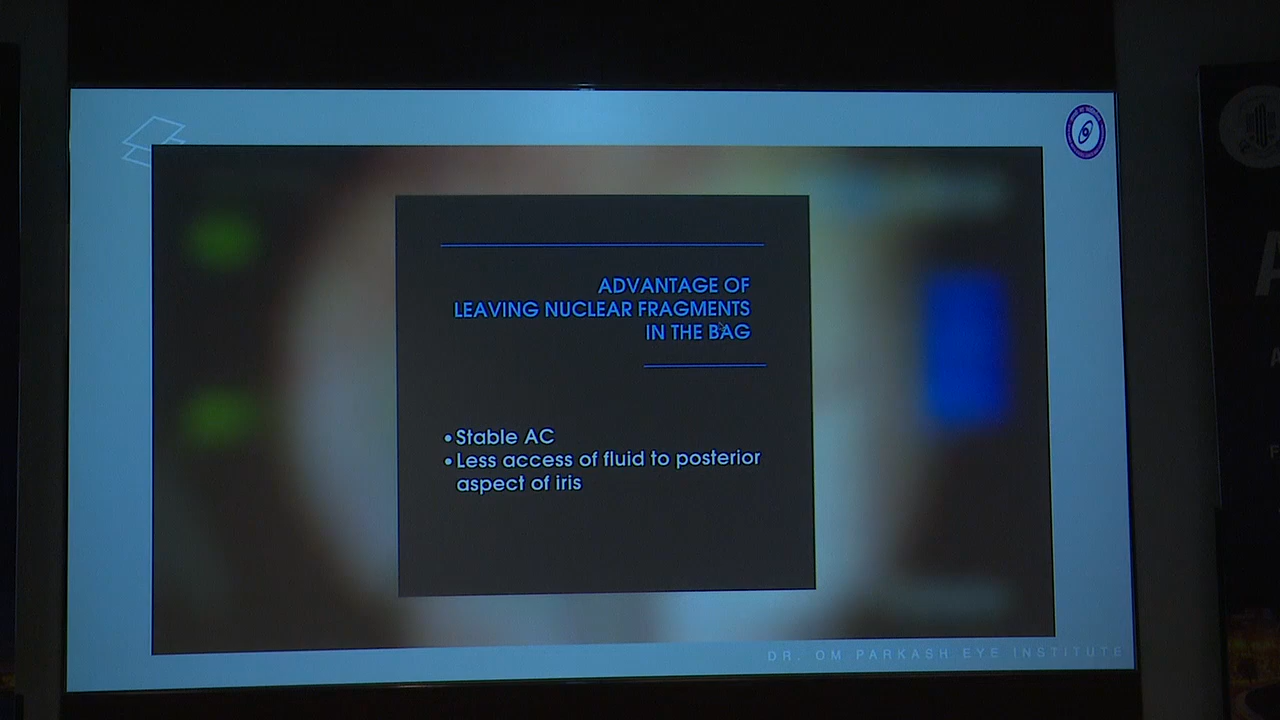 ADVANTAGE OF
LEAVING NUCLEAR FRAGMENTS
IN THE BAG
• Stable AC
• Less access of fluid to posterior
aspect of iris
DR. OM PARKASH EYE INSTITUTE